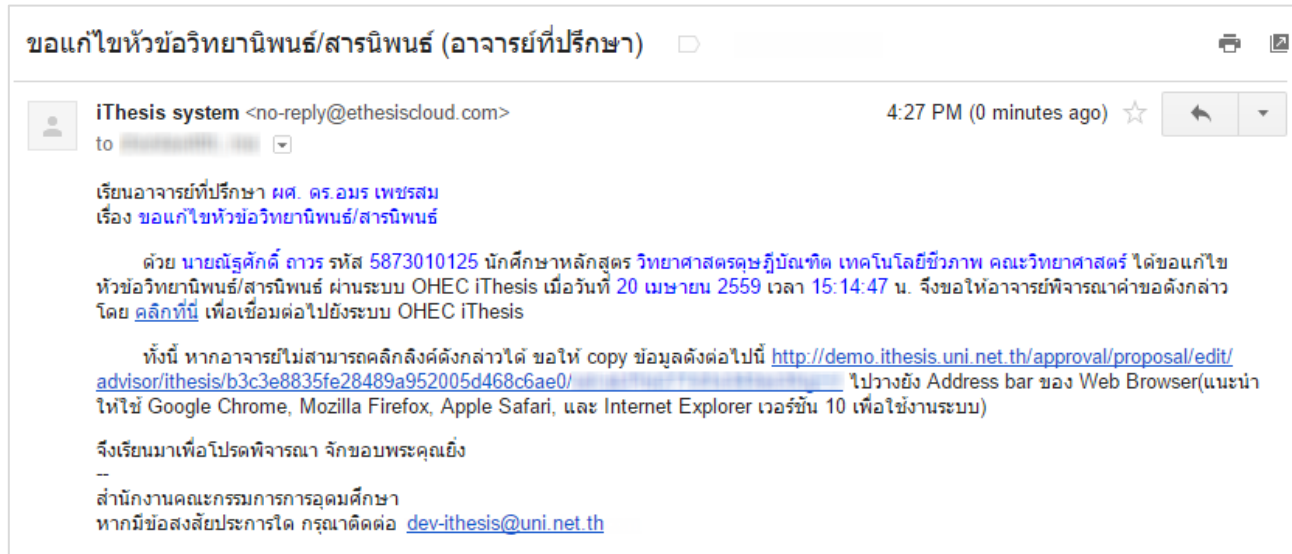 ขอแก้ไขหัวข้อวิทยานิพนธ์/สารนิพนธ์ (อาจารย์ที่ปรึกษา)
iThesis system <no-reply@ethesiscloud.com>
4:27 PM (0 minutes ago)
to
เรียนอาจารย์ที่ปรึกษา ผศ. ดร.อมร เพชรสม
เรื่อง ขอแก้ไขหัวข้อวิทยานิพนธ์/สารนิพนธ์
ด้วย นายณัฐศักดิ์ ถาวร รหัส 5873010125 นักศึกษาหลักสูตร วิทยาศาสตรดุษฎีบัณฑิต เทคโนโลยีชีวภาพ คณะวิทยาศาสตร์ ได้ขอแก้ไข
หัวข้อวิทยานิพนธ์/สารนิพนธ์ ผ่านระบบ OHEC iThesis เมื่อวันที่ 20 เมษายน 2559 เวลา 15:14:47 น. จึงขอให้อาจารย์พิจารณาคำขอดังกล่าว
โดย คลิกที่นี่ เพื่อเชื่อมต่อไปยังระบบ OHEC iThesis
ทั้งนี้ หากอาจารย์ไม่สามารถคลิกลิงค์ดังกล่าวได้ ขอให้ copy ข้อมูลดังต่อไปนี้ http://demo.ithesis.uni.net.th/approval/proposal/edit/
advisor/ithesis/b3c3e8835fe28489a952005d468c6ae0/ ไปวางยัง Address bar ของ Web Browser(แนะนำ
ให้ใช้ Google Chrome, Mozilla Firefox, Apple Safari, และ Internet Explorer เวอร์ชั่น 10 เพื่อใช้งานระบบ)
จึงเรียนมาเพื่อโปรดพิจารณา จักขอบพระคุณยิ่ง
--
สำนักงานคณะกรรมการการอุดมศึกษา
หากมีข้อสงสัยประการใด กรุณาติดต่อ dev-ithesis@uni.net.th